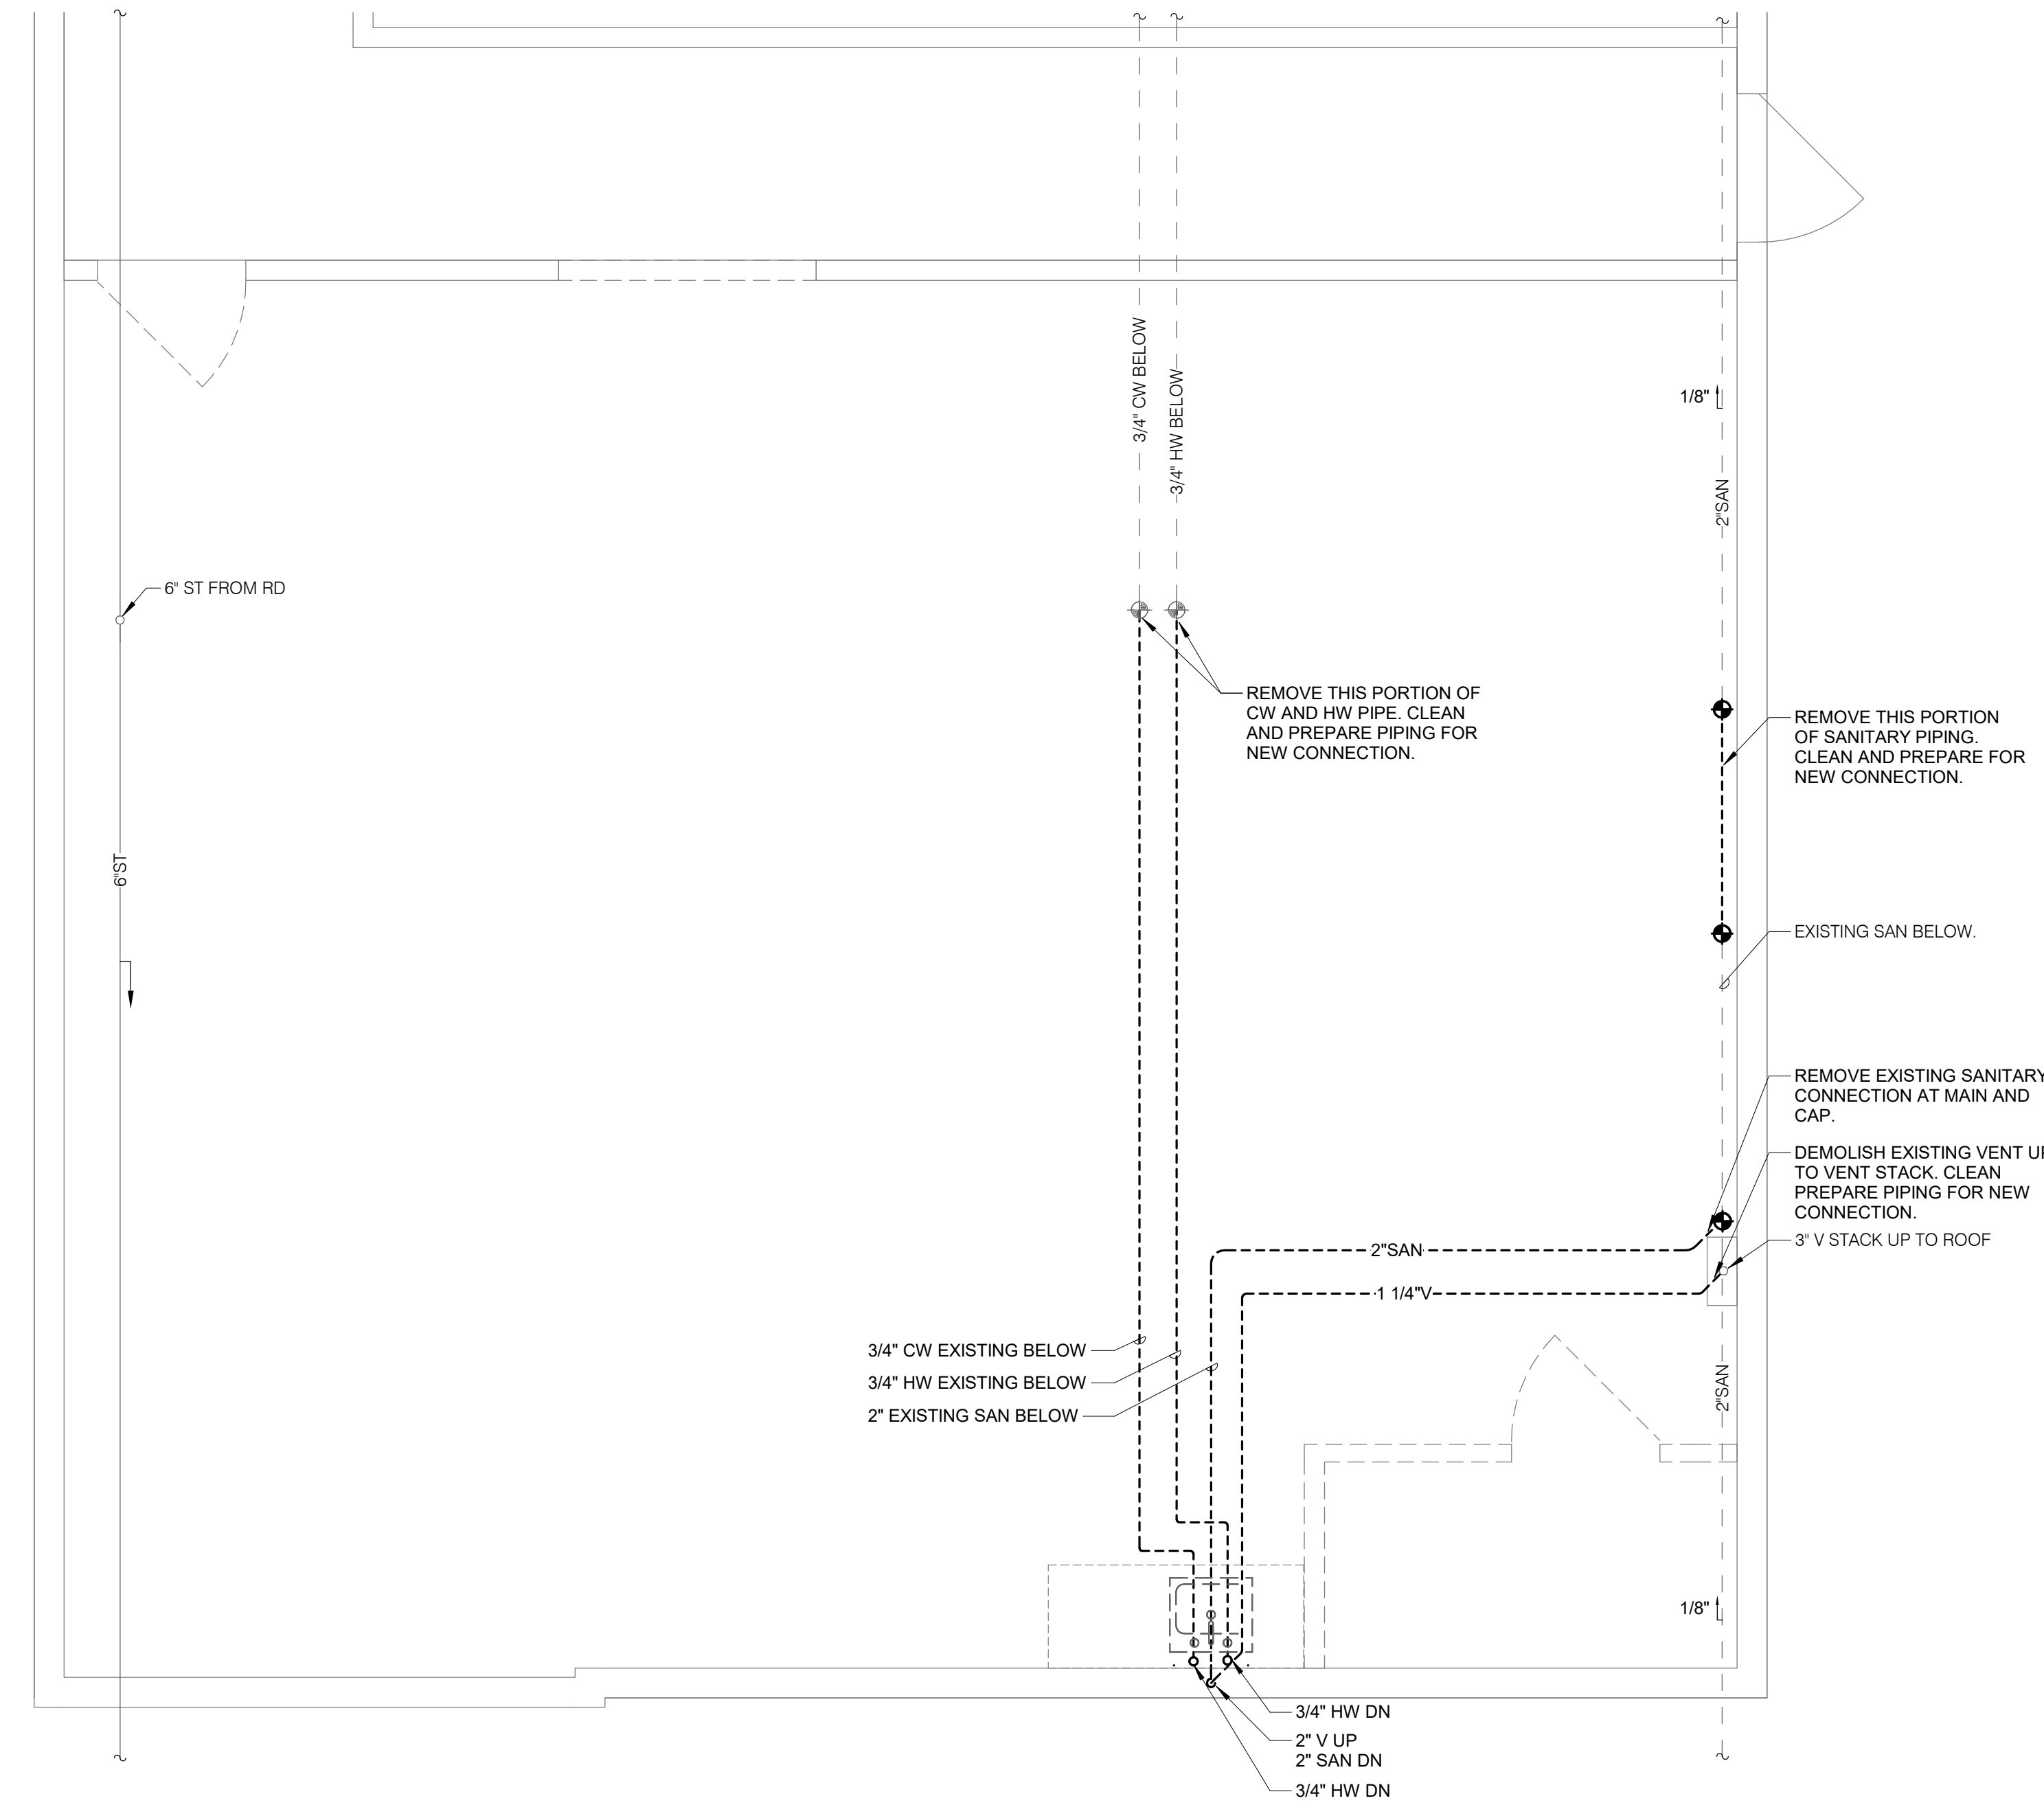 3/4" CW BELOW
3/4" HW BELOW
1/8"
2"SAN
6" ST FROM RD
REMOVE THIS PORTION OF
CW AND HW PIPE. CLEAN
AND PREPARE PIPING FOR
NEW CONNECTION.
REMOVE THIS PORTION
OF SANITARY PIPING.
CLEAN AND PREPARE FOR
NEW CONNECTION.
6"ST
EXISTING SAN BELOW.
REMOVE EXISTING SANITARY
CONNECTION AT MAIN AND
CAP.
DEMOLISH EXISTING VENT UP
TO VENT STACK. CLEAN
PREPARE PIPING FOR NEW
CONNECTION.
3" V STACK UP TO ROOF
2"SAN
1 1/4"V
3/4" CW EXISTING BELOW
3/4" HW EXISTING BELOW
2" EXISTING SAN BELOW
2"SAN
1/8"
3/4" HW DN
2" V UP
2" SAN DN
3/4" HW DN